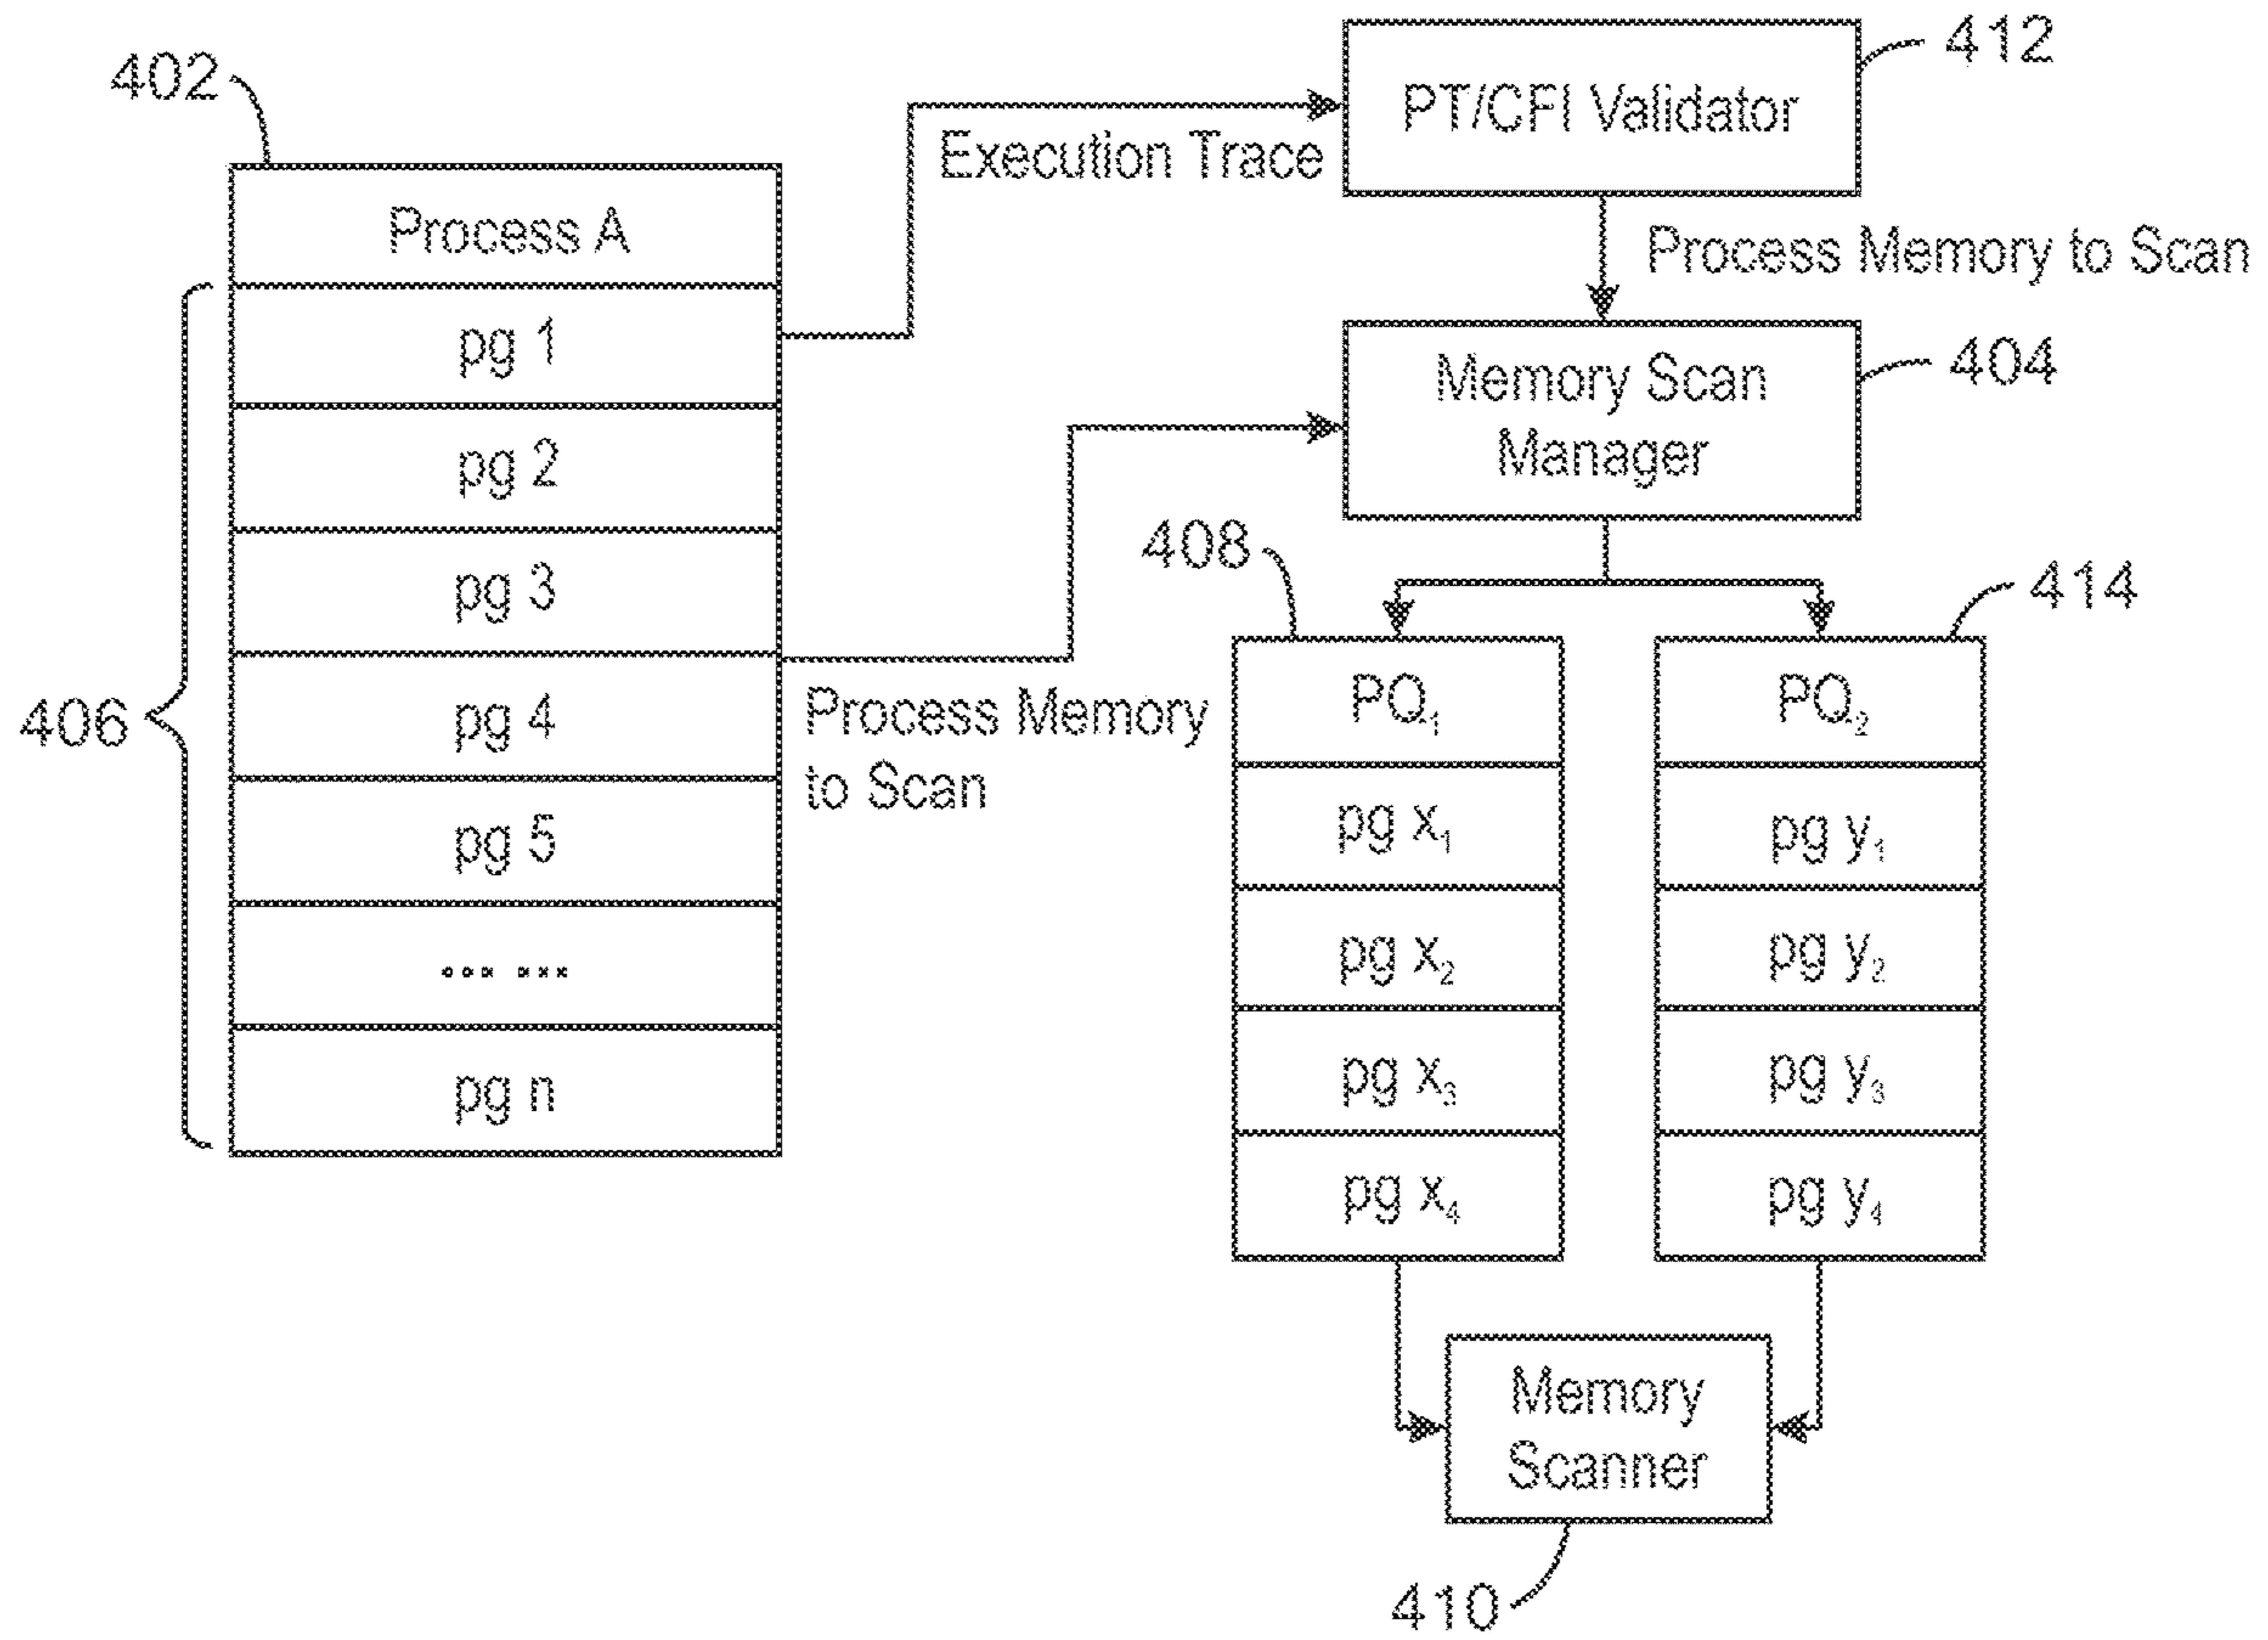 402
Process A
pg 1
pg 2
pg 3
pg 4
pg 5
... ...
pg n
406
Execution Trace
Process Memory
to Scan
PT/CFI Validator
412
Process Memory to Scan
Memory Scan
Manager
404
408
PQ₁
pg x₁
pg x₂
pg x₃
pg x₄
414
PQ₂
pg y₁
pg y₂
pg y₃
pg y₄
Memory
Scanner
410